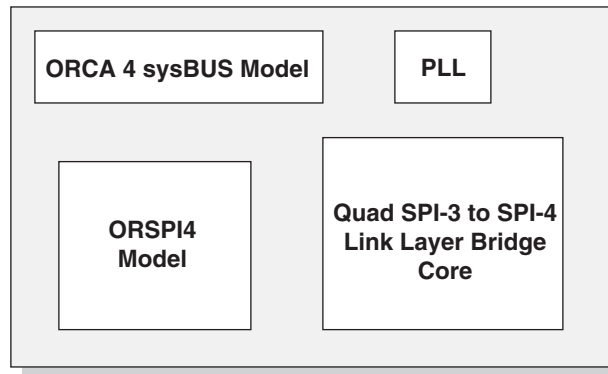 ORCA 4 sysBUS Model
PLL
ORSPI4
Model
Quad SPI-3 to SPI-4
Link Layer Bridge
Core